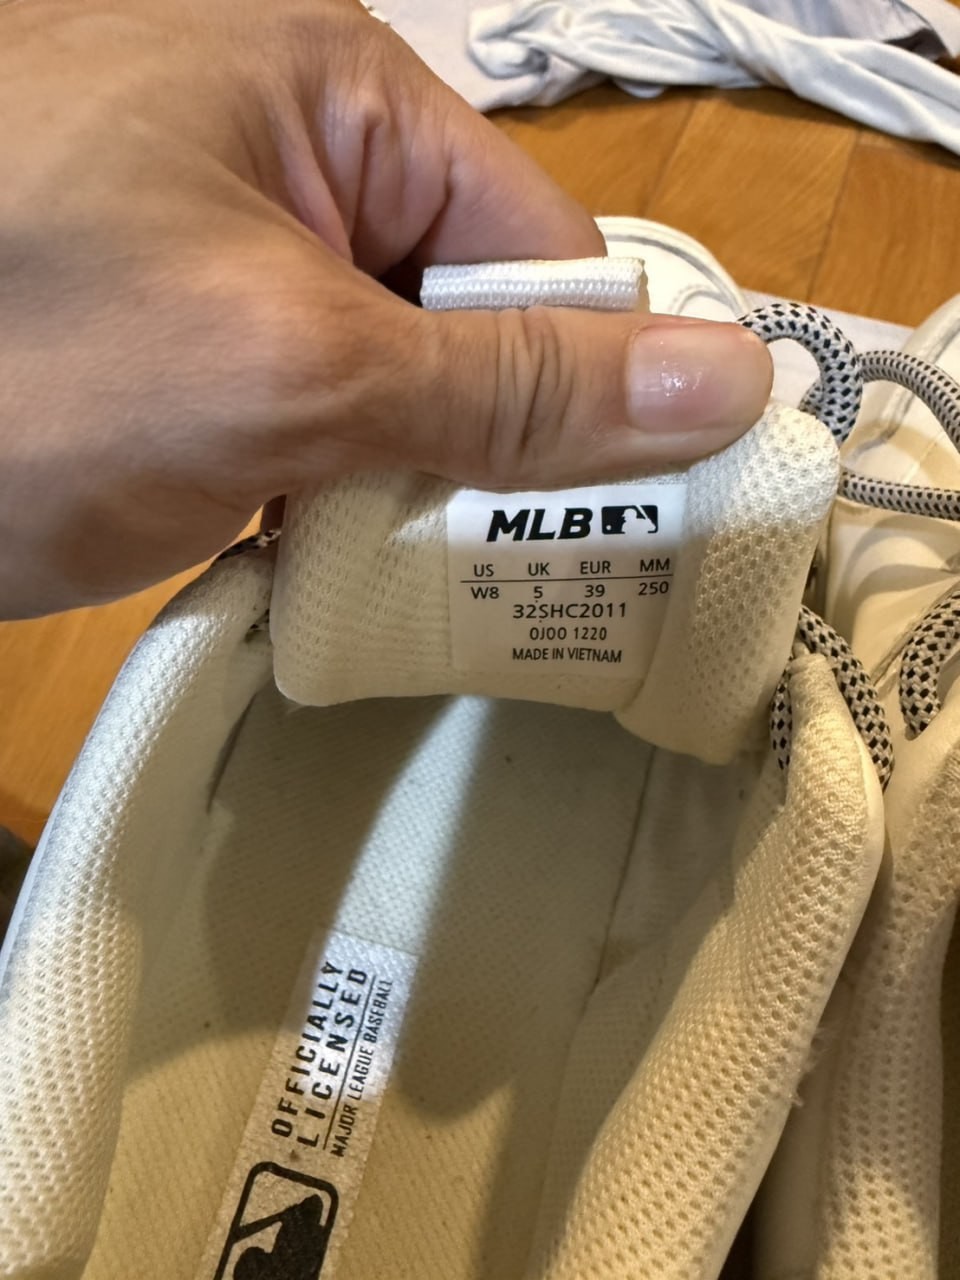 MLB
US UK EUR MM
W8 5 39 250
32SHC2011
0J00 1220
MADE IN VIETNAM
OFFICIALLY
LICENSED
MAJOR LEAGUE BASEBALL